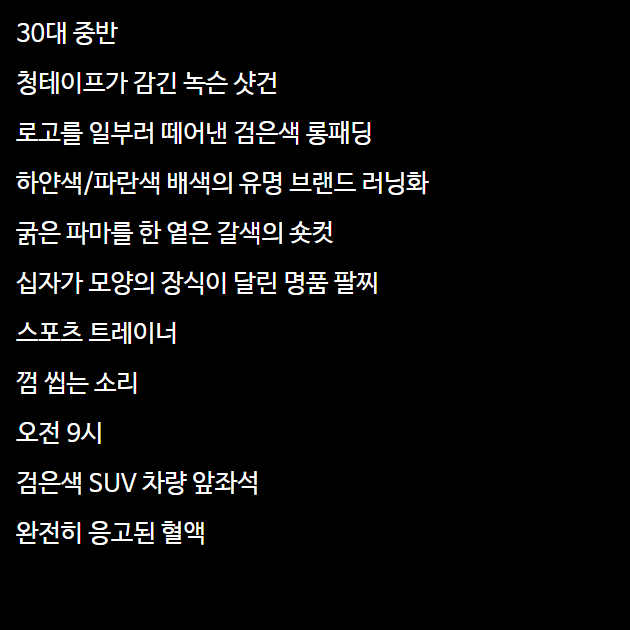 30대 중반
청테이프가 감긴 녹슨 샷건
로고를 일부러 떼어낸 검은색 롱패딩
하얀색/파란색 배색의 유명 브랜드 러닝화
굵은 파마를 한 옅은 갈색의 숏컷
십자가 모양의 장식이 달린 명품 팔찌
스포츠 트레이너
껌 씹는 소리
오전 9시
검은색 SUV 차량 앞좌석
완전히 응고된 혈액